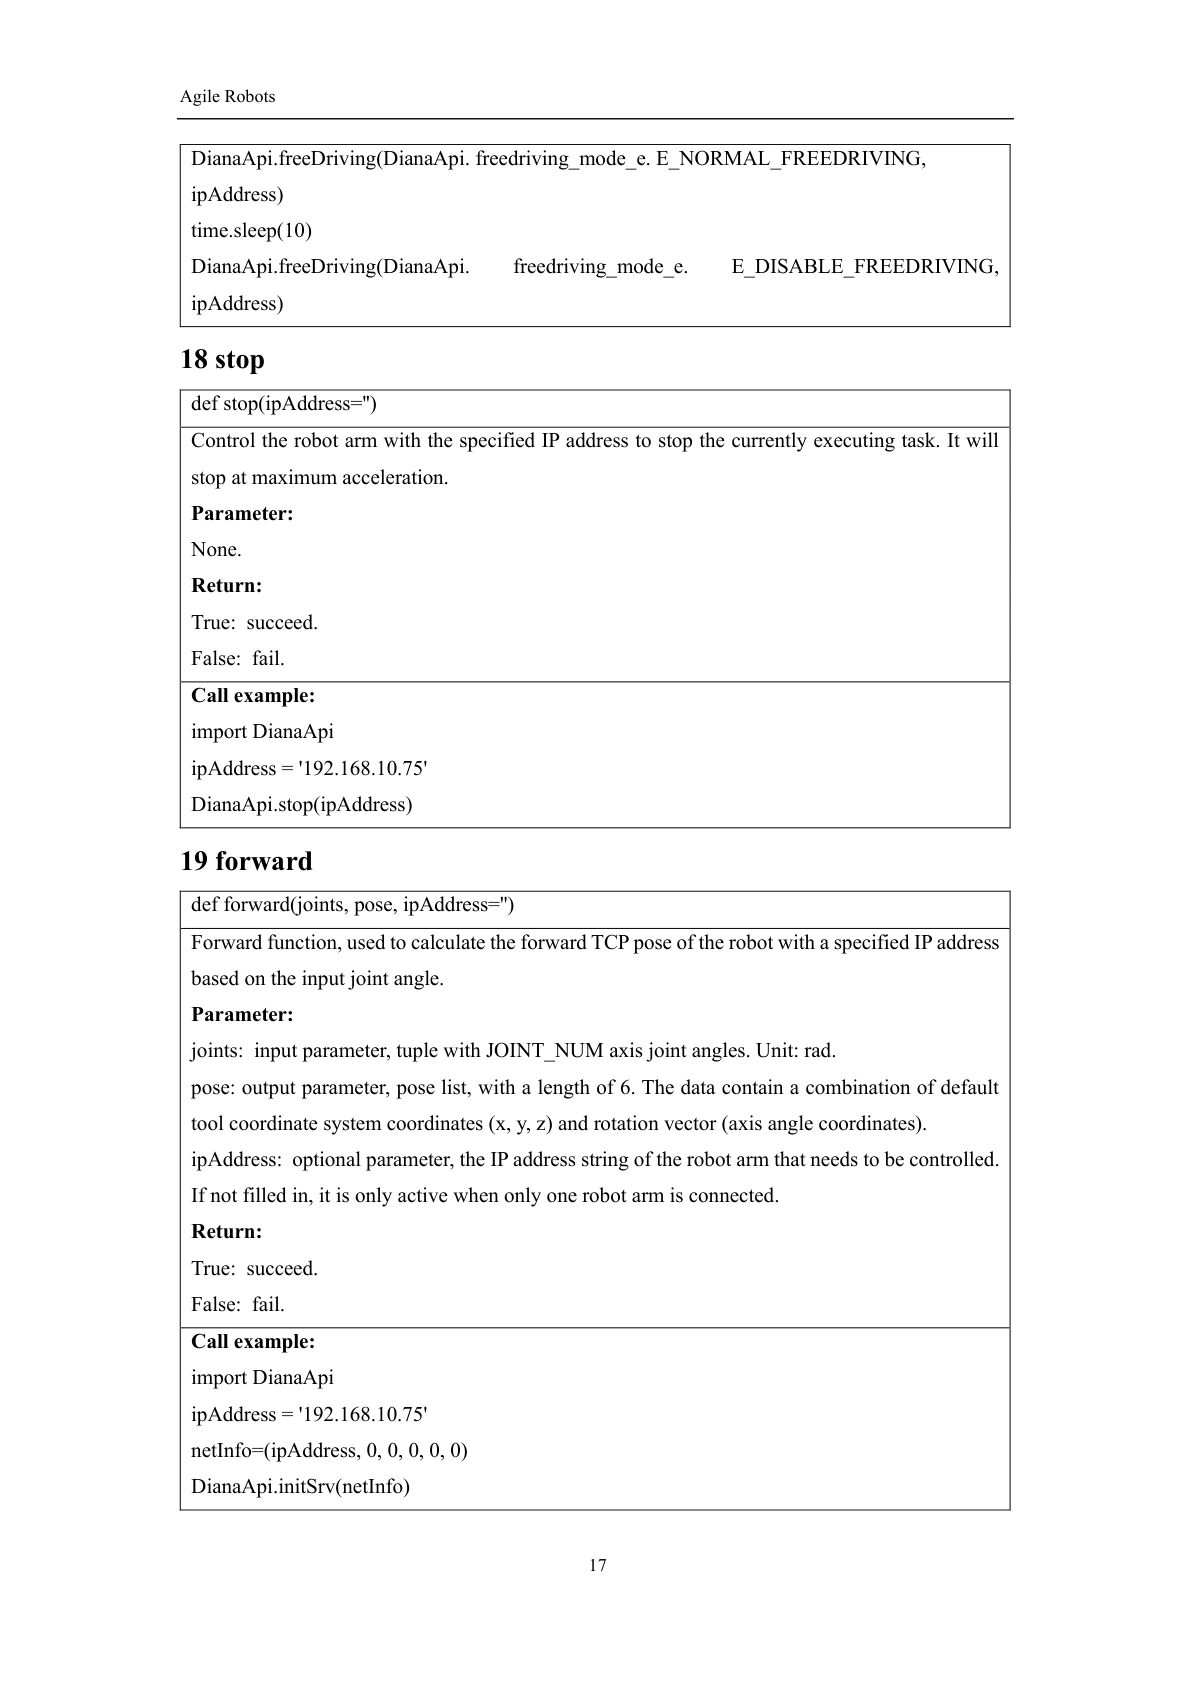 Agile Robots
DianaApi.freeDriving(DianaApi. freedriving_mode_e. E_NORMAL_FREEDRIVING,
ipAddress)
time.sleep(10)
DianaApi.freeDriving(DianaApi. freedriving_mode_e. E_DISABLE_FREEDRIVING,
ipAddress)
18 stop
def stop(ipAddress='')
Control the robot arm with the specified IP address to stop the currently executing task. It will
stop at maximum acceleration.
Parameter:
None.
Return:
True: succeed.
False: fail.
Call example:
import DianaApi
ipAddress = '192.168.10.75'
DianaApi.stop(ipAddress)
19 forward
def forward(joints, pose, ipAddress='')
Forward function, used to calculate the forward TCP pose of the robot with a specified IP address
based on the input joint angle.
Parameter:
joints: input parameter, tuple with JOINT_NUM axis joint angles. Unit: rad.
pose: output parameter, pose list, with a length of 6. The data contain a combination of default
tool coordinate system coordinates (x, y, z) and rotation vector (axis angle coordinates).
ipAddress: optional parameter, the IP address string of the robot arm that needs to be controlled.
If not filled in, it is only active when only one robot arm is connected.
Return:
True: succeed.
False: fail.
Call example:
import DianaApi
ipAddress = '192.168.10.75'
netInfo=(ipAddress, 0, 0, 0, 0, 0)
DianaApi.initSrv(netInfo)
17